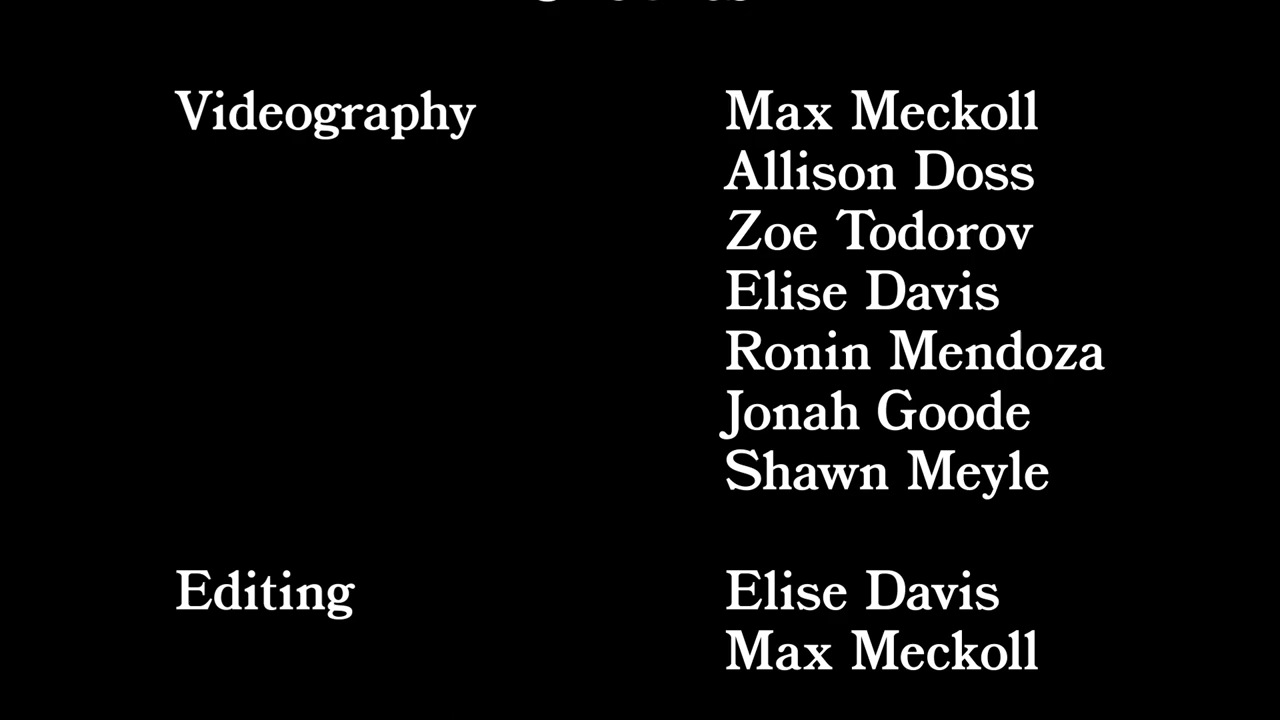 Videography Max Meckoll
Allison Doss
Zoe Todorov
Elise Davis
Ronin Mendoza
Jonah Goode
Shawn Meyle
Editing Elise Davis
Max Meckoll